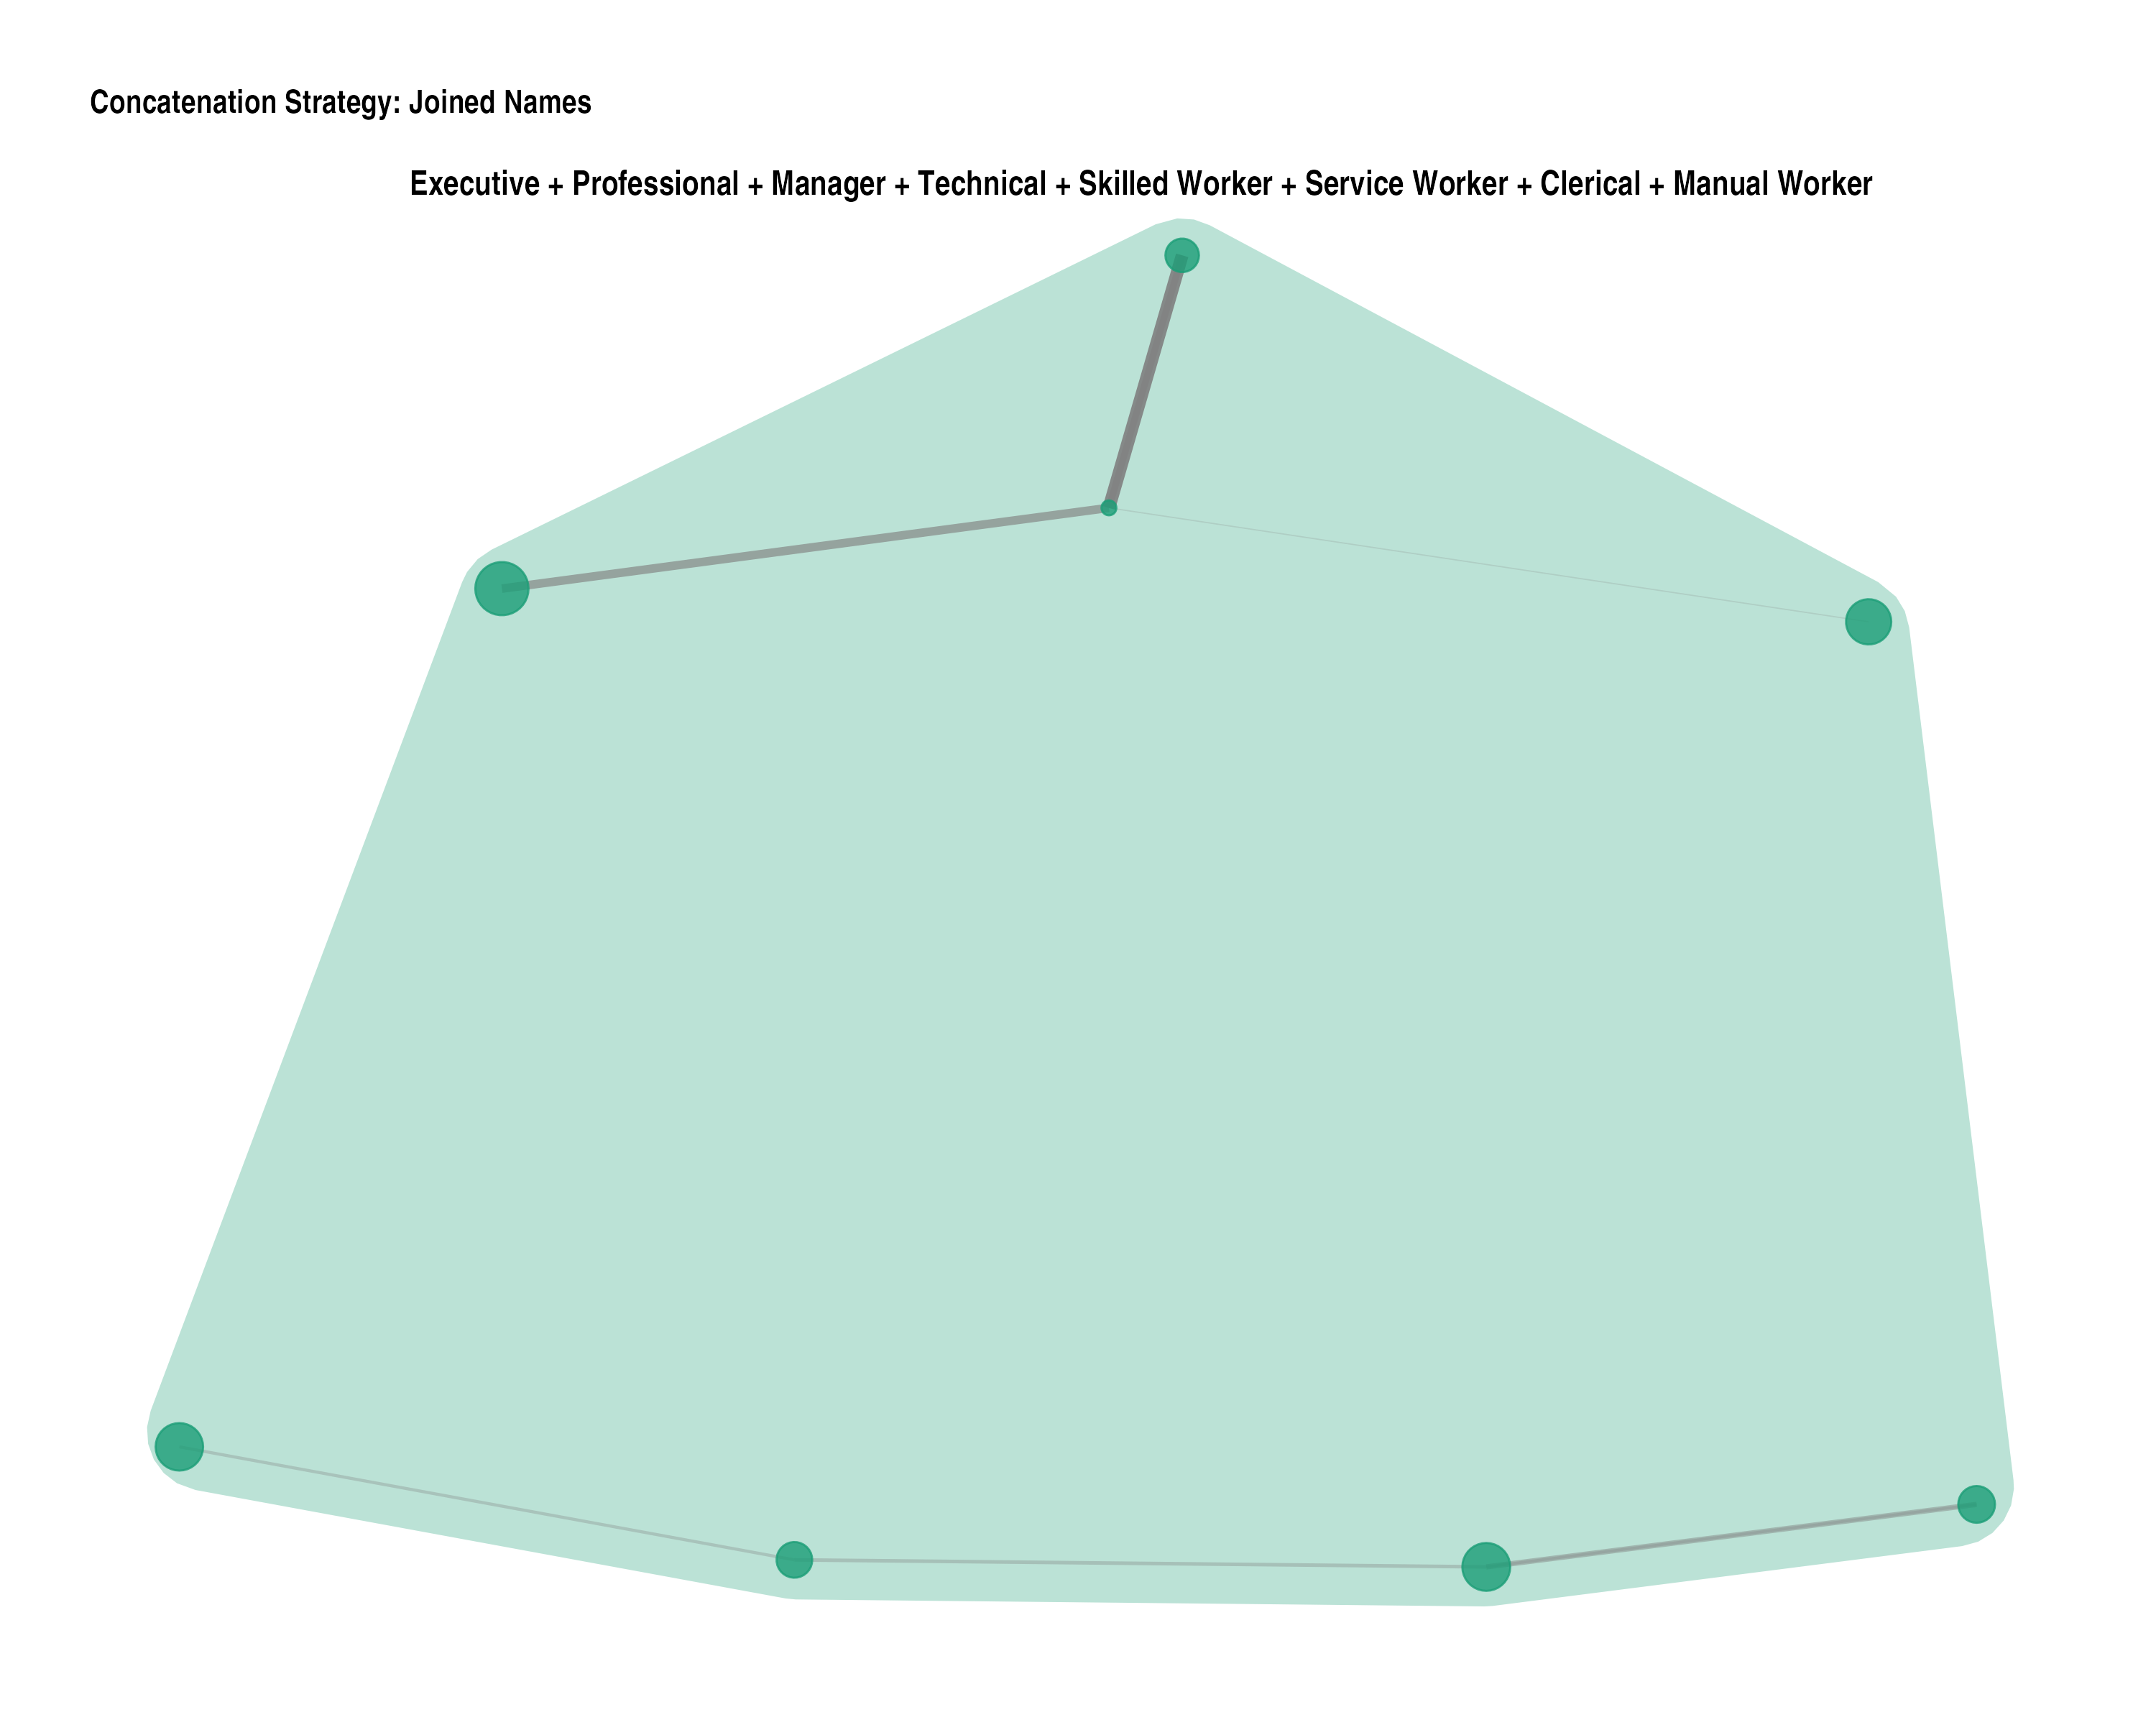 Concatenation Strategy: Joined Names
Executive + Professional + Manager + Technical + Skilled Worker + Service Worker + Clerical + Manual Worker